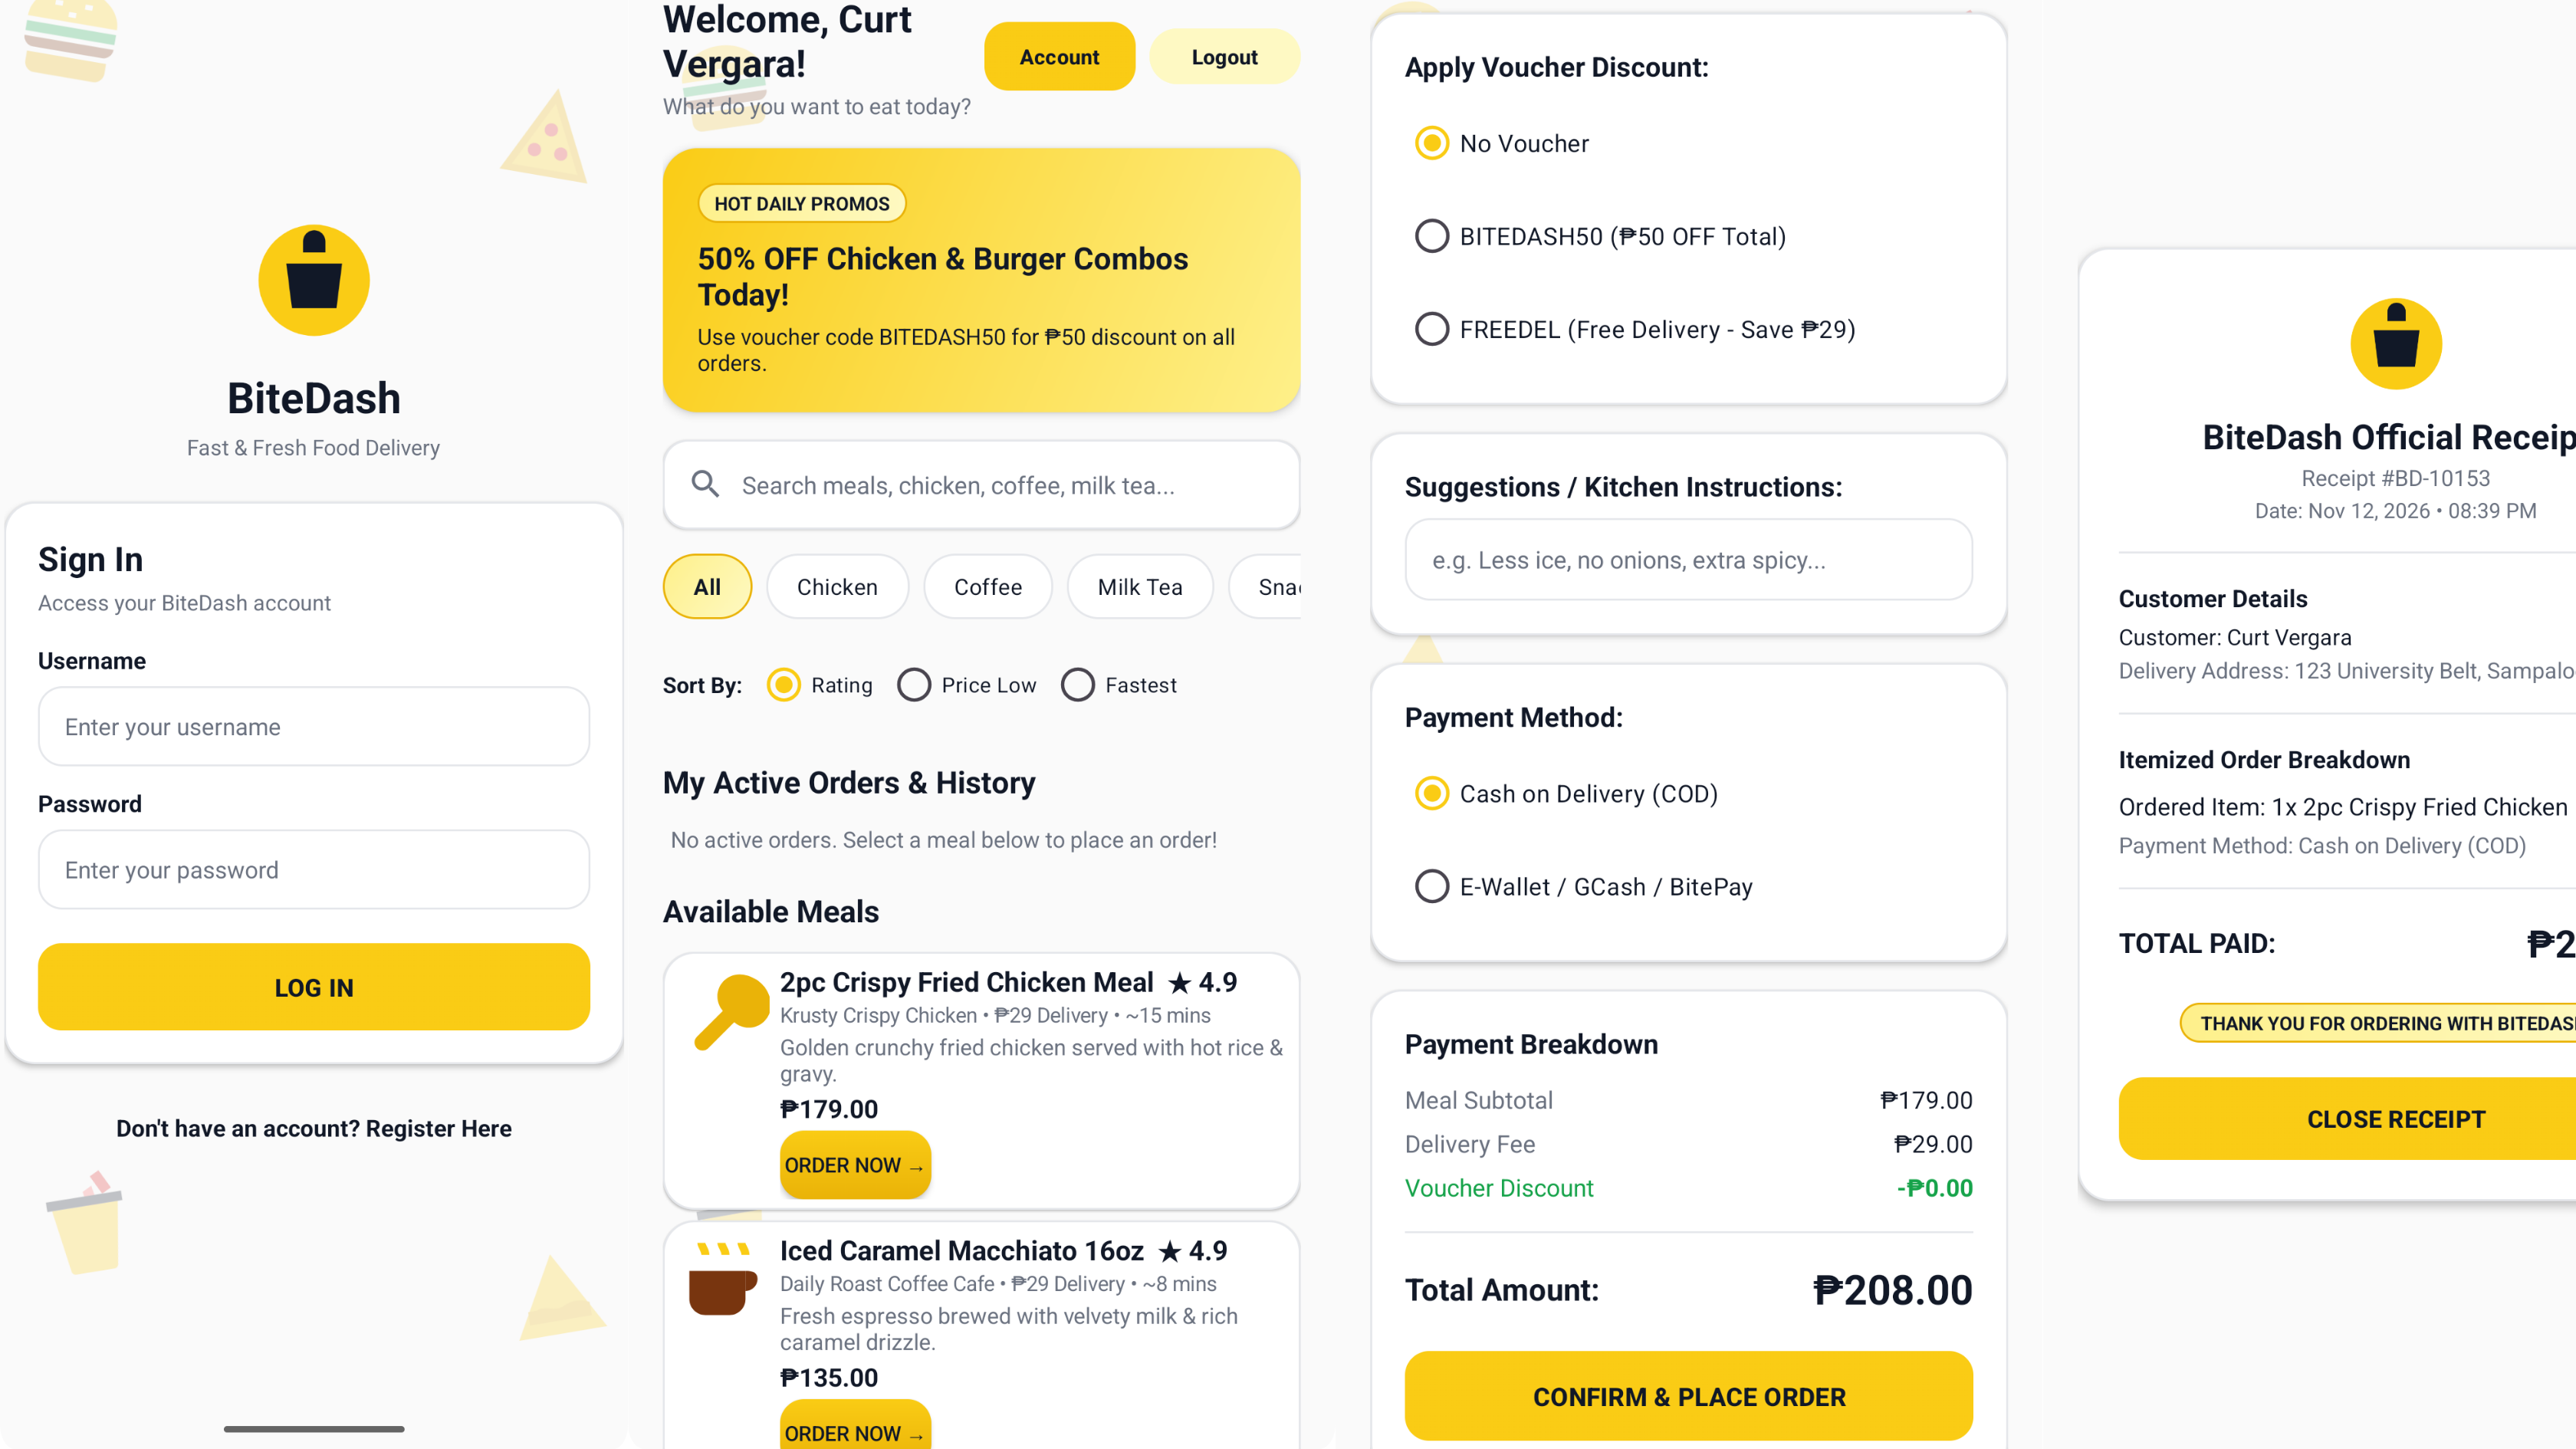 BiteDash
Fast & Fresh Food Delivery
Sign In
Access your BiteDash account
Username
Enter your username
Password
Enter your password
LOG IN
Don't have an account? Register Here
Welcome, Curt
Vergara!
What do you want to eat today?
Account
Logout
HOT DAILY PROMOS
50% OFF Chicken & Burger Combos
Today!
Use voucher code BITEDASH50 for ₱50 discount on all
orders.
Search meals, chicken, coffee, milk tea...
All
Chicken
Coffee
Milk Tea
Sort By:
Rating
Price Low
Fastest
My Active Orders & History
No active orders. Select a meal below to place an order!
Available Meals
2pc Crispy Fried Chicken Meal ★ 4.9
Krusty Crispy Chicken • ₱29 Delivery • ~15 mins
Golden crunchy fried chicken served with hot rice &
gravy.
₱179.00
ORDER NOW →
Iced Caramel Macchiato 16oz ★ 4.9
Daily Roast Coffee Cafe • ₱29 Delivery • ~8 mins
Fresh espresso brewed with velvety milk & rich
caramel drizzle.
₱135.00
ORDER NOW →
Apply Voucher Discount:
No Voucher
BITEDASH50 (₱50 OFF Total)
FREEDEL (Free Delivery - Save ₱29)
Suggestions / Kitchen Instructions:
e.g. Less ice, no onions, extra spicy...
Payment Method:
Cash on Delivery (COD)
E-Wallet / GCash / BitePay
Payment Breakdown
Meal Subtotal ₱179.00
Delivery Fee ₱29.00
Voucher Discount -₱0.00
Total Amount: ₱208.00
CONFIRM & PLACE ORDER
BiteDash Official
Receipt #BD-10153
Date: Nov 12, 2026 • 08:39 PM
Customer Details
Customer: Curt Vergara
Delivery Address: 123 University Belt,
Itemized Order Breakdown
Ordered Item: 1x 2pc Crispy Fried Chicken
Payment Method: Cash on Delivery (COD)
TOTAL PAID:
THANK YOU FOR ORDERING WITH
CLOSE RECEIPT